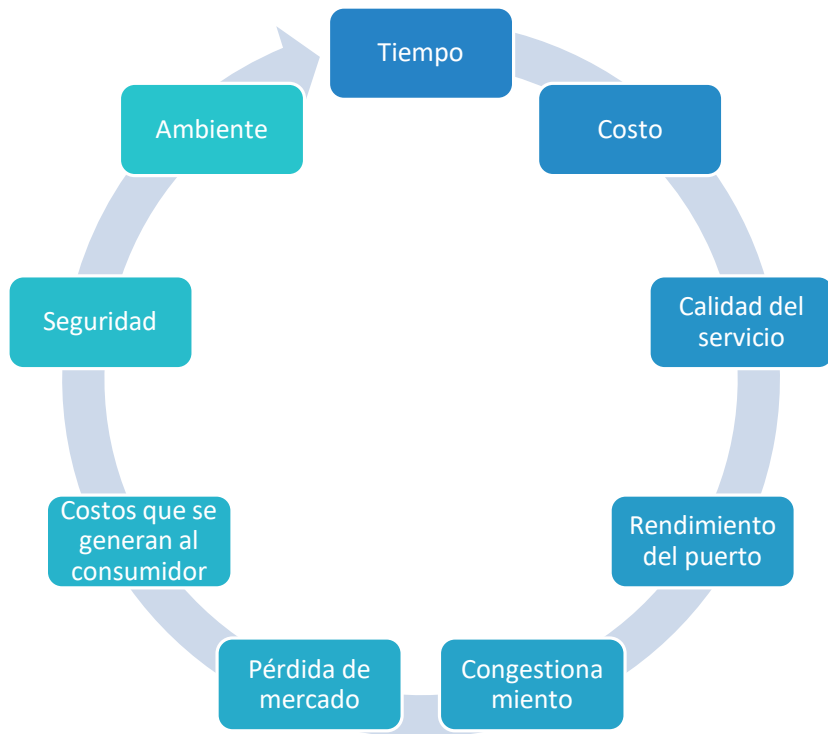 Tiempo
Costo
Calidad del
servicio
Rendimiento
del puerto
Congestiona
miento
Pérdida de
mercado
Costos que se
generan al
consumidor
Seguridad
Ambiente